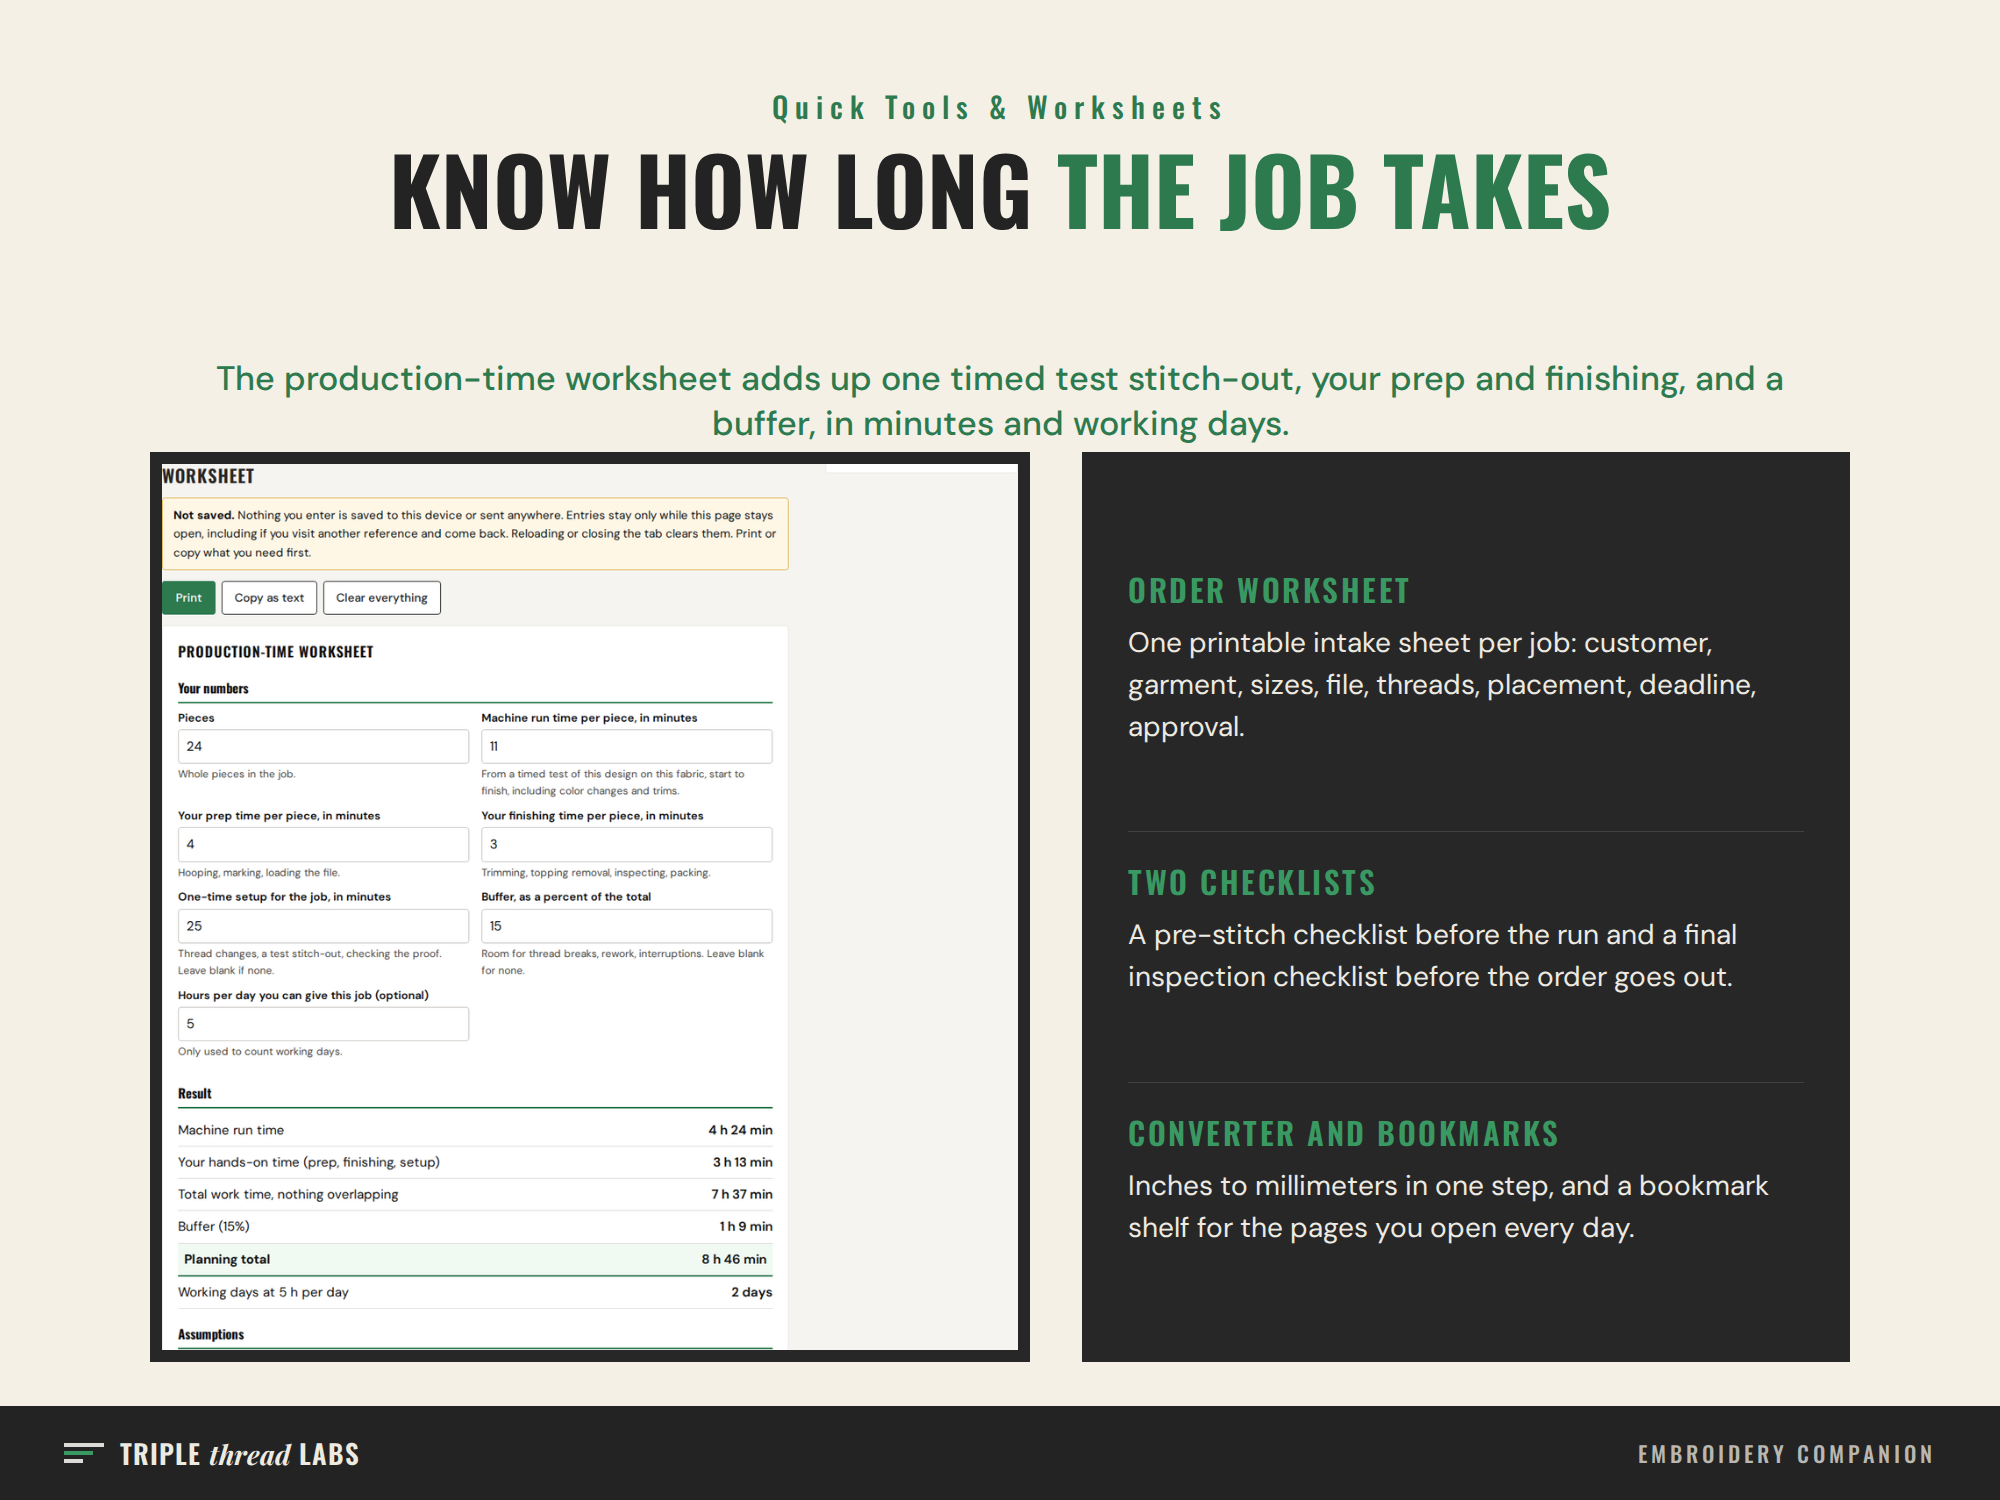 Quick Tools & Worksheets
KNOW HOW LONG THE JOB TAKES
The production-time worksheet adds up one timed test stitch-out, your prep and finishing, and a
buffer, in minutes and working days.
WORKSHEET
Not saved. Nothing you enter is saved to this device or sent anywhere. Entries stay only while this page stays
open, including if you visit another reference and come back. Reloading or closing the tab clears them. Print or
copy what you need first.
Print Copy as text Clear everything
PRODUCTION-TIME WORKSHEET
Your numbers
Pieces Machine run time per piece, in minutes
24 11
Whole pieces in the job. From a timed test of this design on this fabric, start to
finish, including color changes and trims.
Your prep time per piece, in minutes Your finishing time per piece, in minutes
4 3
Hooping, marking, loading the file. Trimming, topping removal, inspecting, packing.
One-time setup for the job, in minutes Buffer, as a percent of the total
25 15
Thread changes, a test stitch-out, checking the proof. Room for thread breaks, rework, interruptions. Leave blank
Leave blank if none. for none.
Hours per day you can give this job (optional)
5
Only used to count working days.
Result
Machine run time 4 h 24 min
Your hands-on time (prep, finishing, setup) 3 h 13 min
Total work time, nothing overlapping 7 h 37 min
Buffer (15%) 1 h 9 min
Planning total 8 h 46 min
Working days at 5 h per day 2 days
Assumptions
ORDER WORKSHEET
One printable intake sheet per job: customer,
garment, sizes, file, threads, placement, deadline,
approval.
TWO CHECKLISTS
A pre-stitch checklist before the run and a final
inspection checklist before the order goes out.
CONVERTER AND BOOKMARKS
Inches to millimeters in one step, and a bookmark
shelf for the pages you open every day.
TRIPLE thread LABS
EMBROIDERY COMPANION